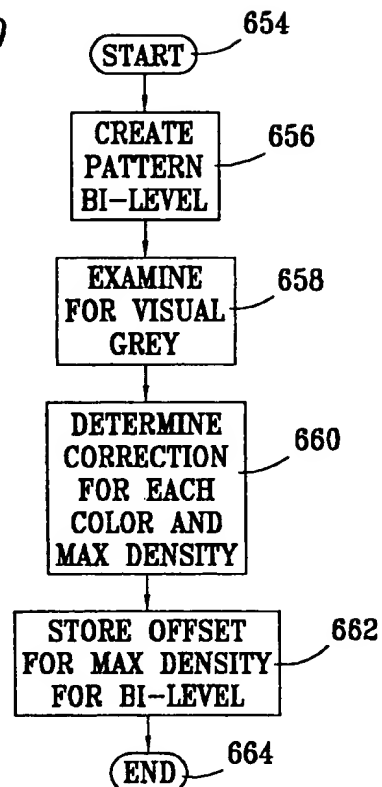 START
654
CREATE
PATTERN
BI-LEVEL
656
EXAMINE
FOR VISUAL
GREY
658
DETERMINE
CORRECTION
FOR EACH
COLOR AND
MAX DENSITY
660
STORE OFFSET
FOR MAX DENSITY
FOR BI-LEVEL
662
END
664